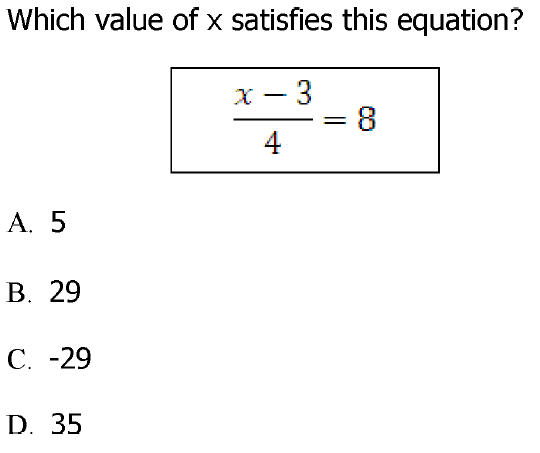 Which value of x satisfies this equation?
x − 3
4
= 8
A. 5
B. 29
C. -29
D. 35